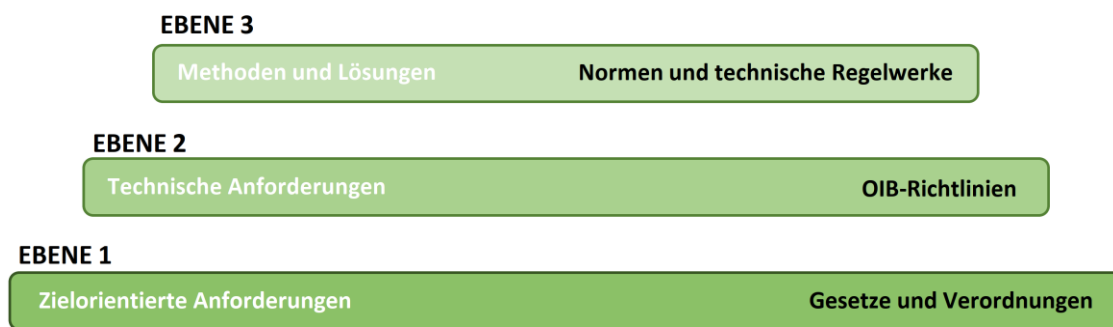 EBENE 3
Methoden und Lösungen Normen und technische Regelwerke
EBENE 2
Technische Anforderungen OIB-Richtlinien
EBENE 1
Zielorientierte Anforderungen Gesetze und Verordnungen